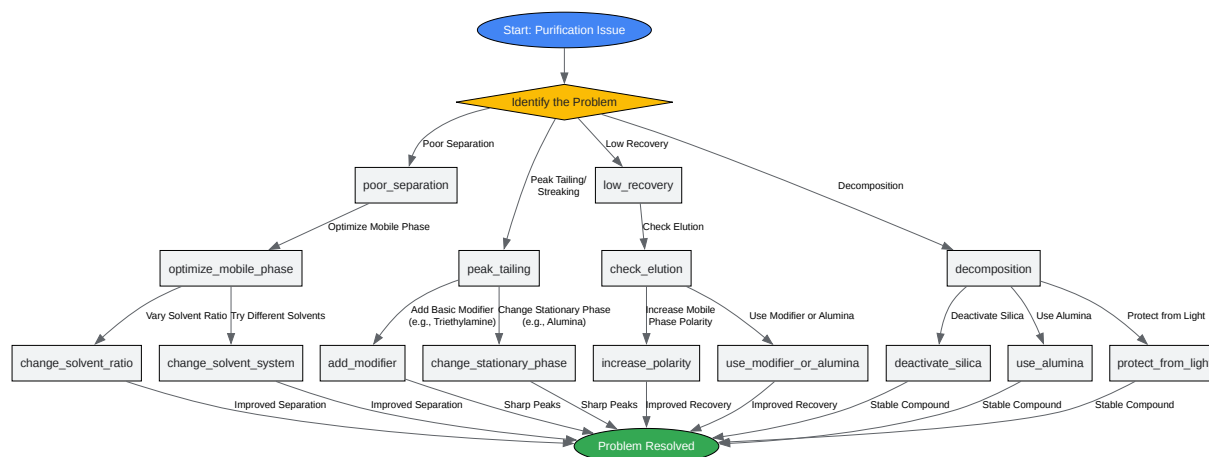 Start: Purification Issue
Identify the Problem
Poor Separation
Low Recovery
Peak Tailing/
Streaking
Decomposition
poor_separation
low_recovery
Optimize Mobile Phase
Check Elution
optimize_mobile_phase
peak_tailing
check_elution
decomposition
Vary Solvent Ratio
Try Different Solvents
Add Basic Modifier
(e.g., Triethylamine)
Change Stationary Phase
(e.g., Alumina)
Increase Mobile
Phase Polarity
Use Modifier or Alumina
Deactivate Silica
Use Alumina
Protect from Light
change_solvent_ratio
change_solvent_system
add_modifier
change_stationary_phase
increase_polarity
use_modifier_or_alumina
deactivate_silica
use_alumina
protect_from_light
Improved Separation
Improved Separation
Sharp Peaks
Sharp Peaks
Improved Recovery
Improved Recovery
Stable Compound
Stable Compound
Stable Compound
Problem Resolved